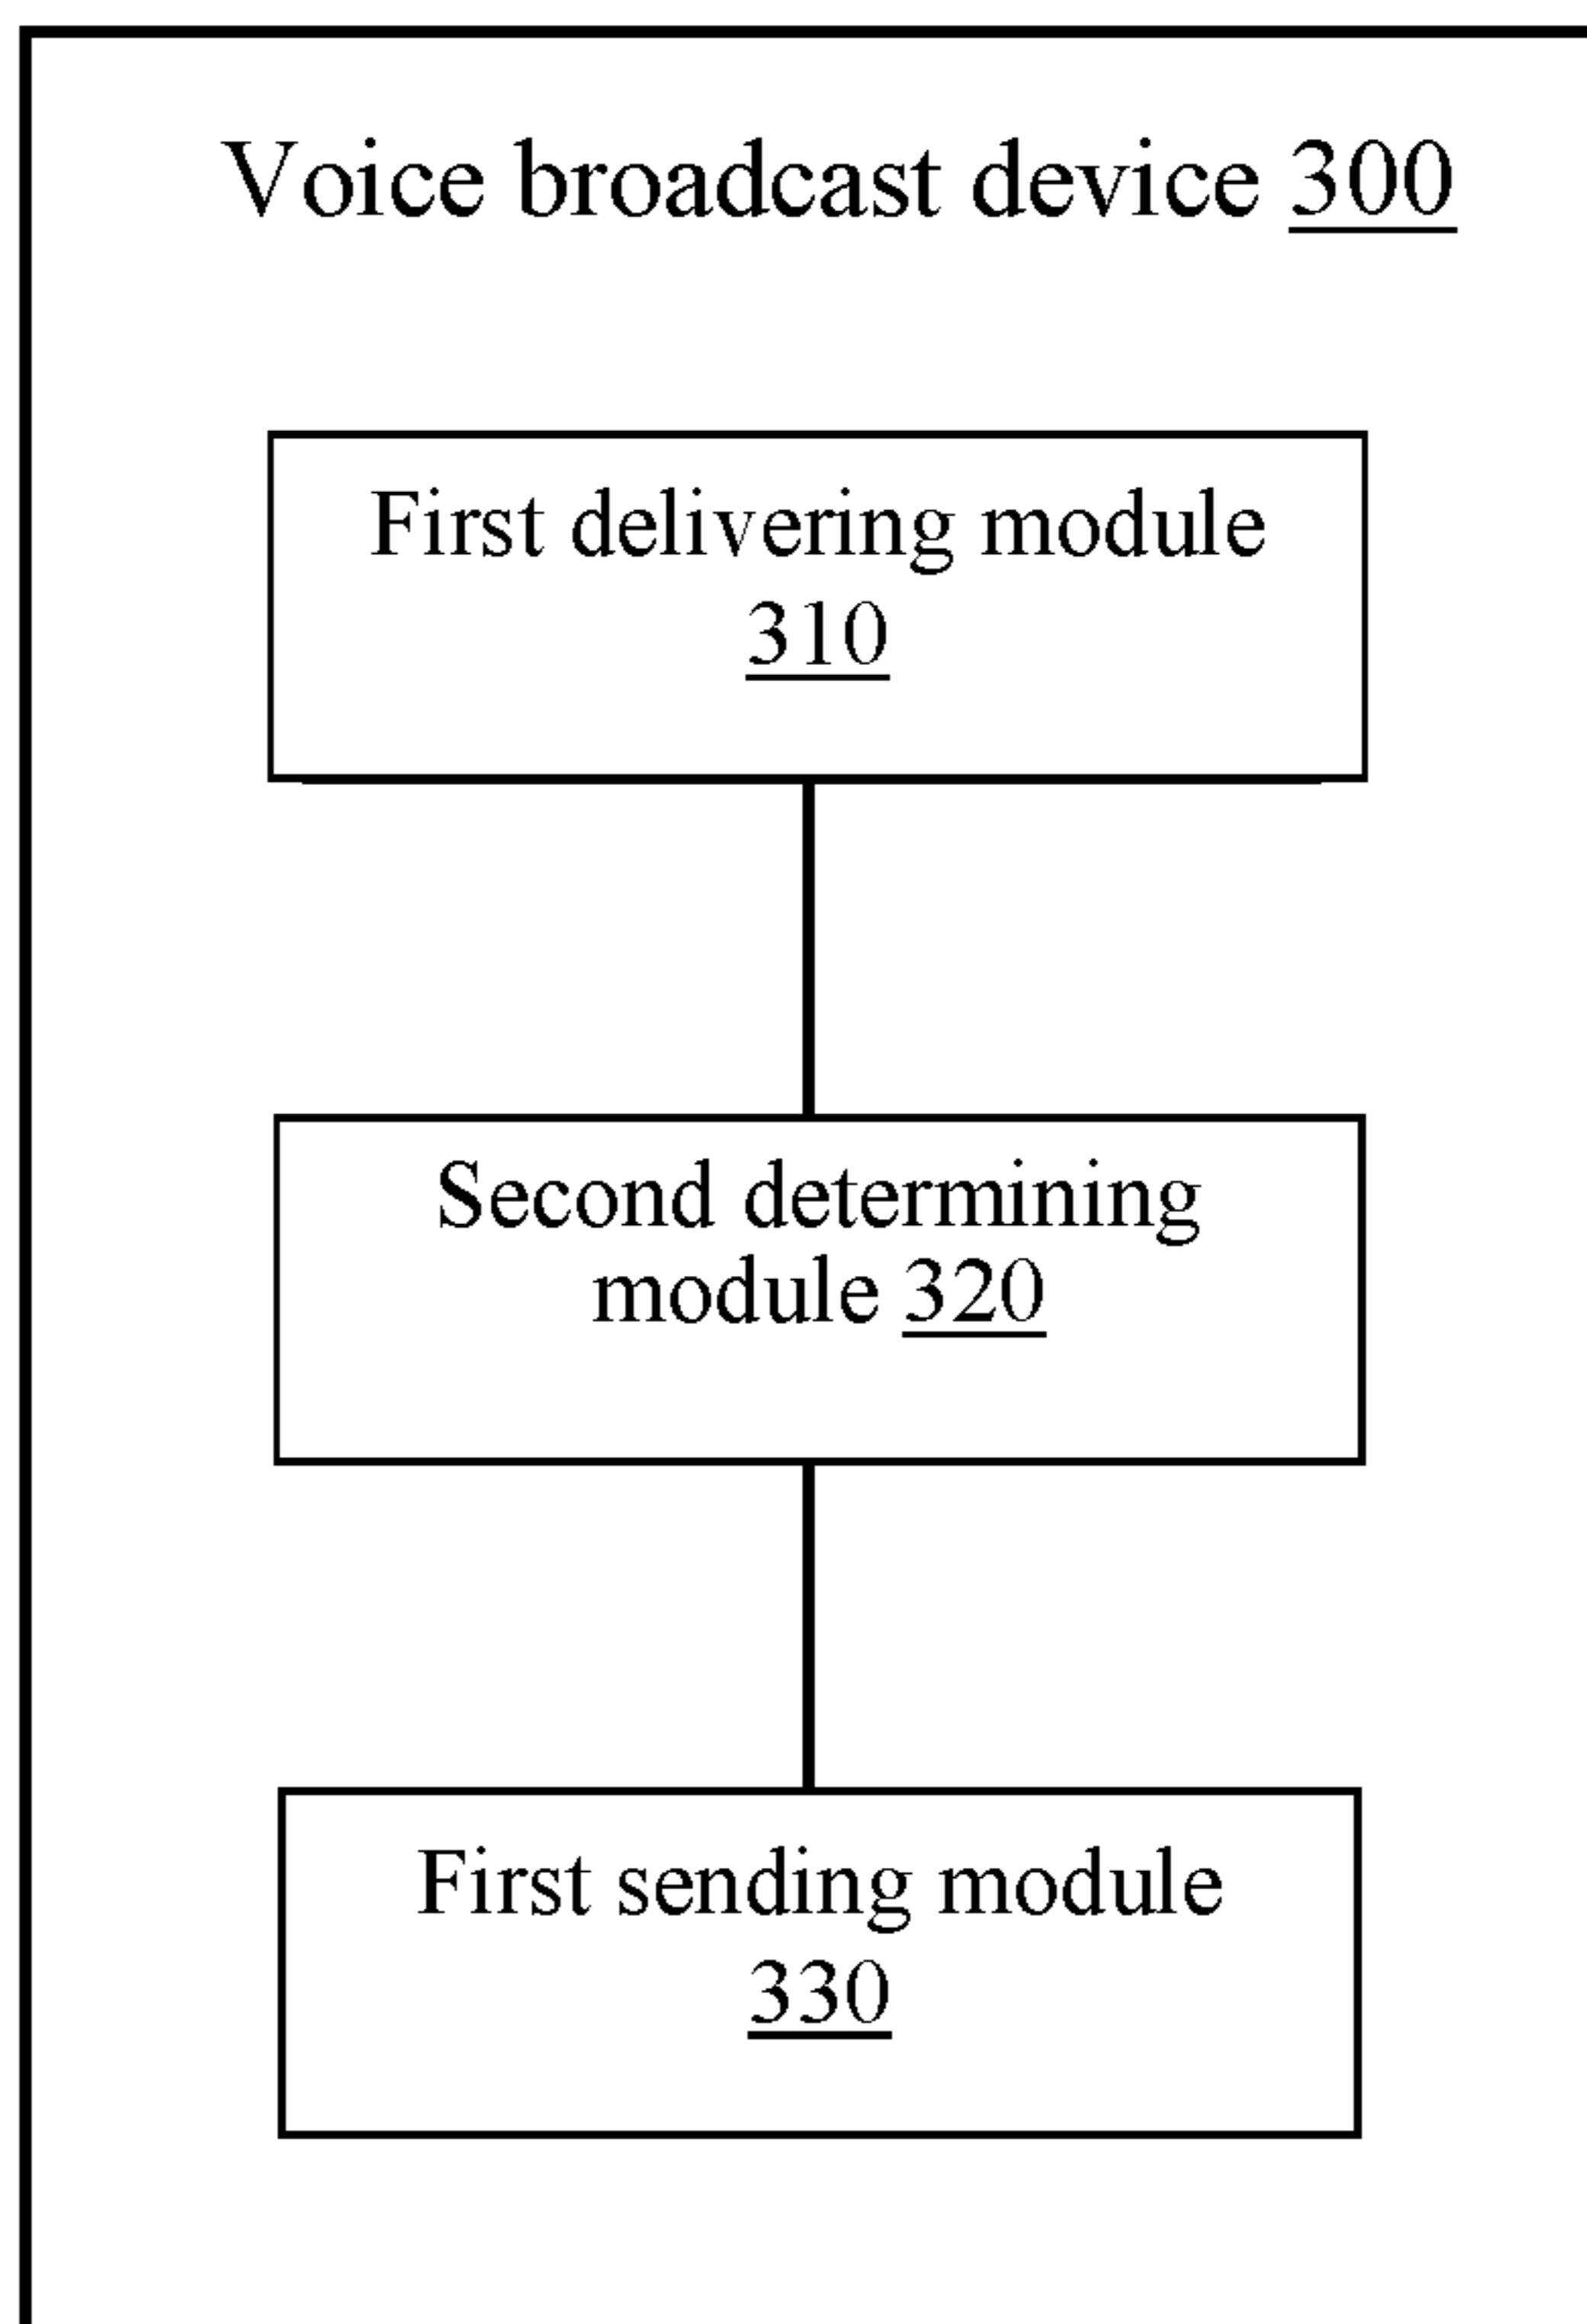 Voice broadcast device 300
First delivering module
310
Second determining
module 320
First sending module
330